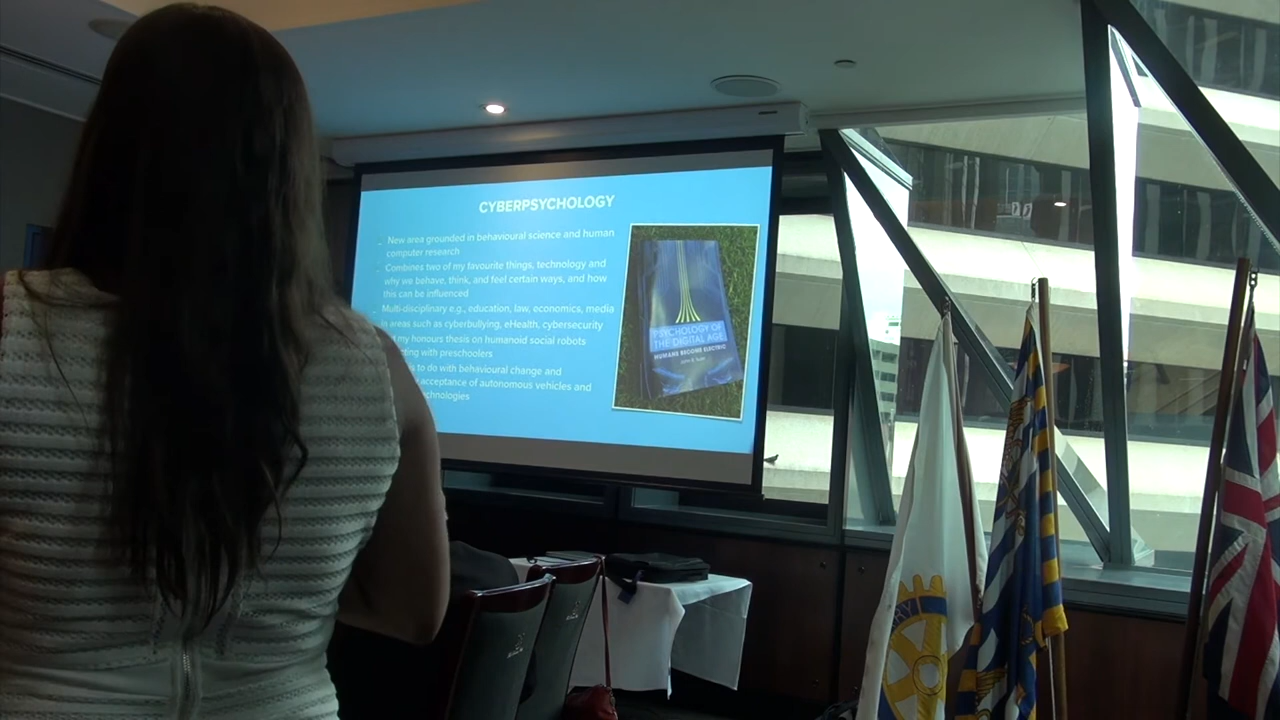 CYBERPSYCHOLOGY
New area grounded in behavioural science and human
computer research
Combines two of my favourite things, technology and
why we behave, think, and feel certain ways, and how
this can be influenced
Multi-disciplinary e.g., education, law, economics, media
in areas such as cyberbullying, eHealth, cybersecurity
my honours thesis on humanoid social robots
with preschoolers
to do with behavioural change and
acceptance of autonomous vehicles and
PSYCHOLOGY OF
THE DIGITAL AGE
HUMANS BECOME ELECTRIC